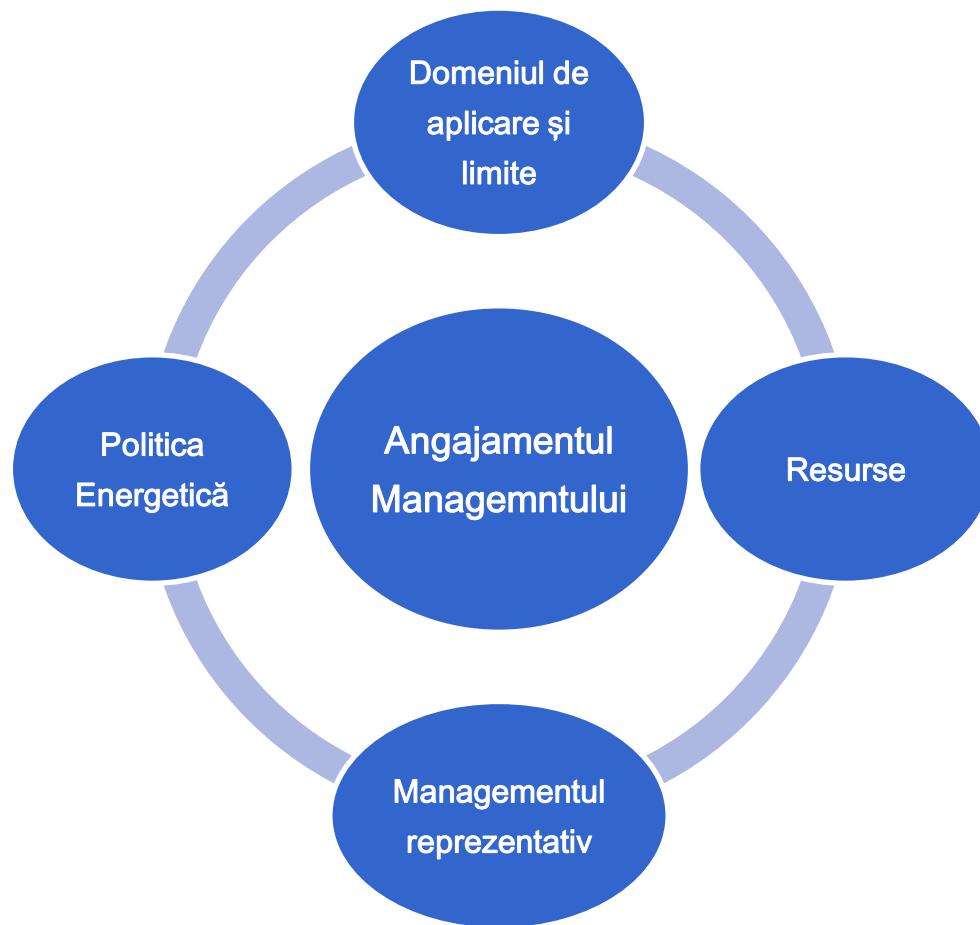 Domeniul de
aplicare și
limite
Politica
Energetică
Angajamentul
Managemntului
Resurse
Managementul
reprezentativ